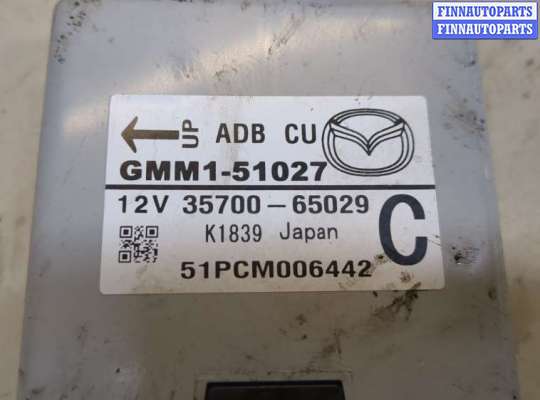 FINNAUTOPARTS
FINNAUTOPARTS
UP ADB CU
GMM1-51027
12V 35700-65029
K1839 Japan
C
51PCM006442